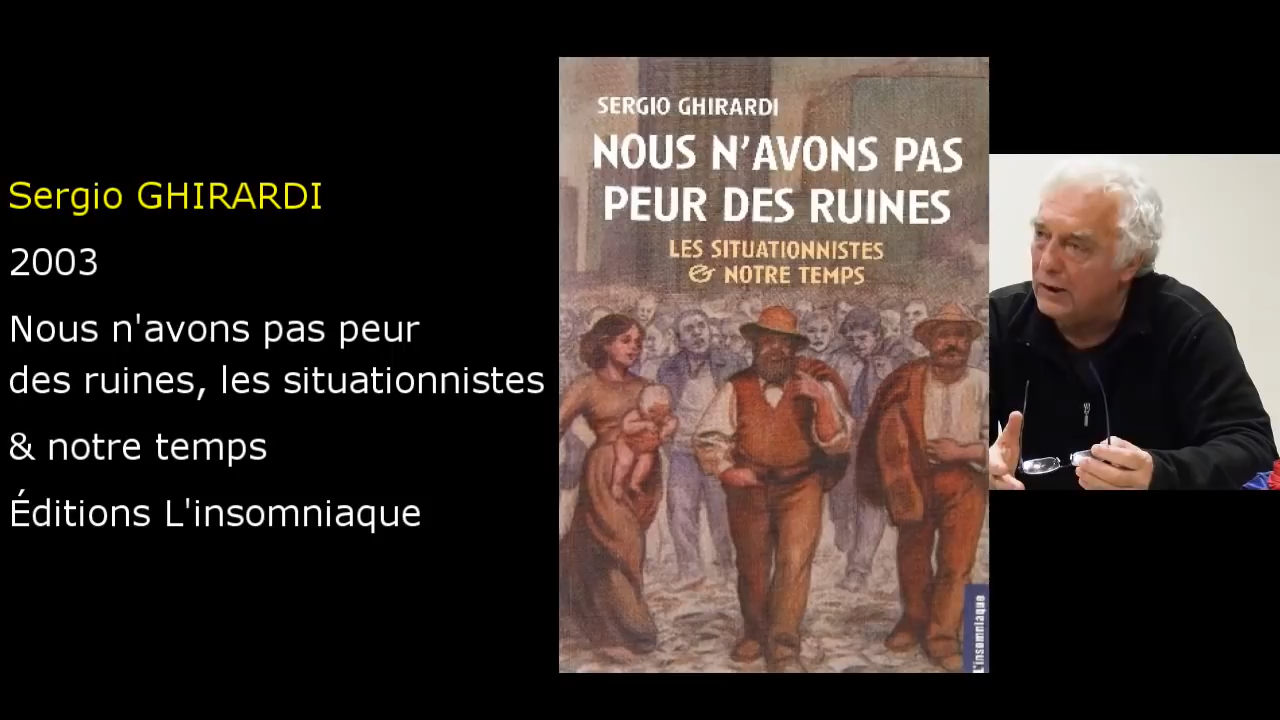 Sergio GHIRARDI
2003
Nous n'avons pas peur
des ruines, les situationnistes
& notre temps
Éditions L'insomniaque
SERGIO GHIRARDI
NOUS N'AVONS PAS
PEUR DES RUINES
LES SITUATIONNISTES
& NOTRE TEMPS
L'insomniaque